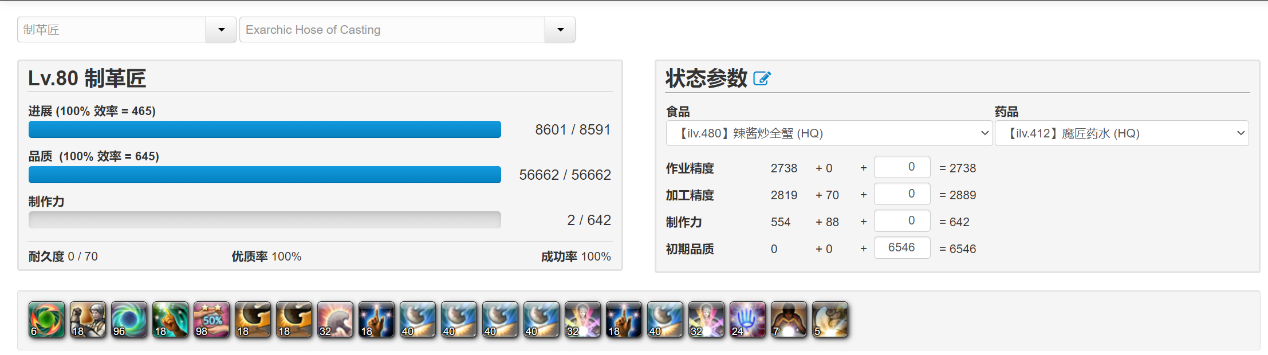 制革匠 Exarchic Hose of Casting
Lv.80 制革匠
进展 (100% 效率 = 465)
8601 / 8591
品质 (100% 效率 = 645)
56662 / 56662
制作力
2 / 642
耐久度 0 / 70 优质率 100% 成功率 100%
状态参数
食品 药品
【ilv.480】辣酱炒全蟹 (HQ) 【ilv.412】魔匠药水 (HQ)
作业精度 2738 + 0 + 0 = 2738
加工精度 2819 + 70 + 0 = 2889
制作力 554 + 88 + 0 = 642
初期品质 0 + 0 + 6546 = 6546
6 18 96 18 50% 98 18 18 32 18 40 40 40 40 32 18 40 32 24 7 5